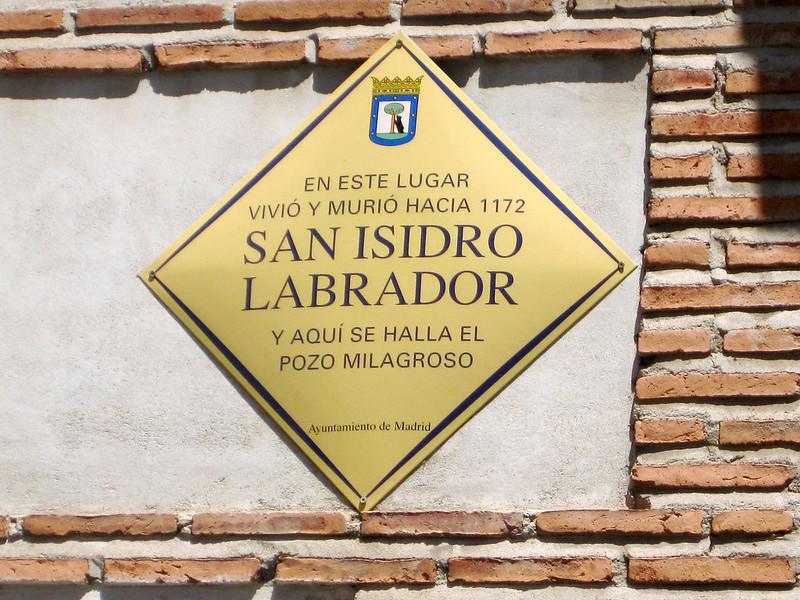 EN ESTE LUGAR
VIVIÓ Y MURIÓ HACIA 1172
SAN ISIDRO
LABRADOR
Y AQUÍ SE HALLA EL
POZO MILAGROSO
Ayuntamiento de Madrid